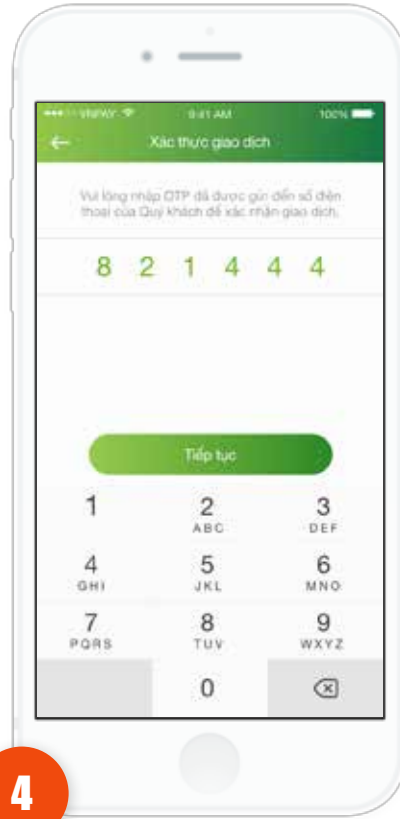 VNPAY 9:41 AM 100%
Xác thực giao dịch
Vui lòng nhập OTP đã được gửi đến số điện
thoại của Quý khách để xác nhận giao dịch.
8 2 1 4 4 4
Tiếp tục
1 2 3
ABC DEF
4 5 6
GHI JKL MNO
7 8 9
PQRS TUV WXYZ
0
4